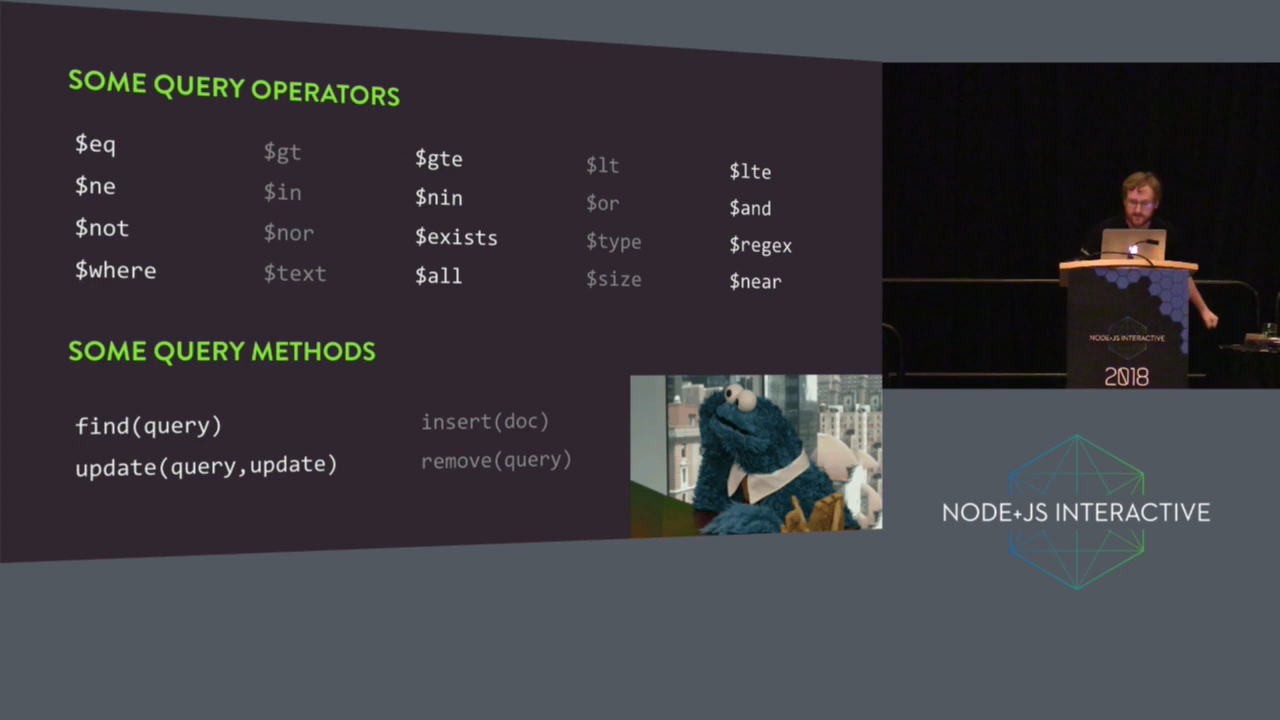 SOME QUERY OPERATORS
$eq $gt $gte $lt $lte
$ne $in $nin $or $and
$not $nor $exists $type $regex
$where $text $all $size $near
SOME QUERY METHODS
find(query) insert(doc)
update(query,update) remove(query)
NODE+JS INTERACTIVE
2018
NODE+JS INTERACTIVE